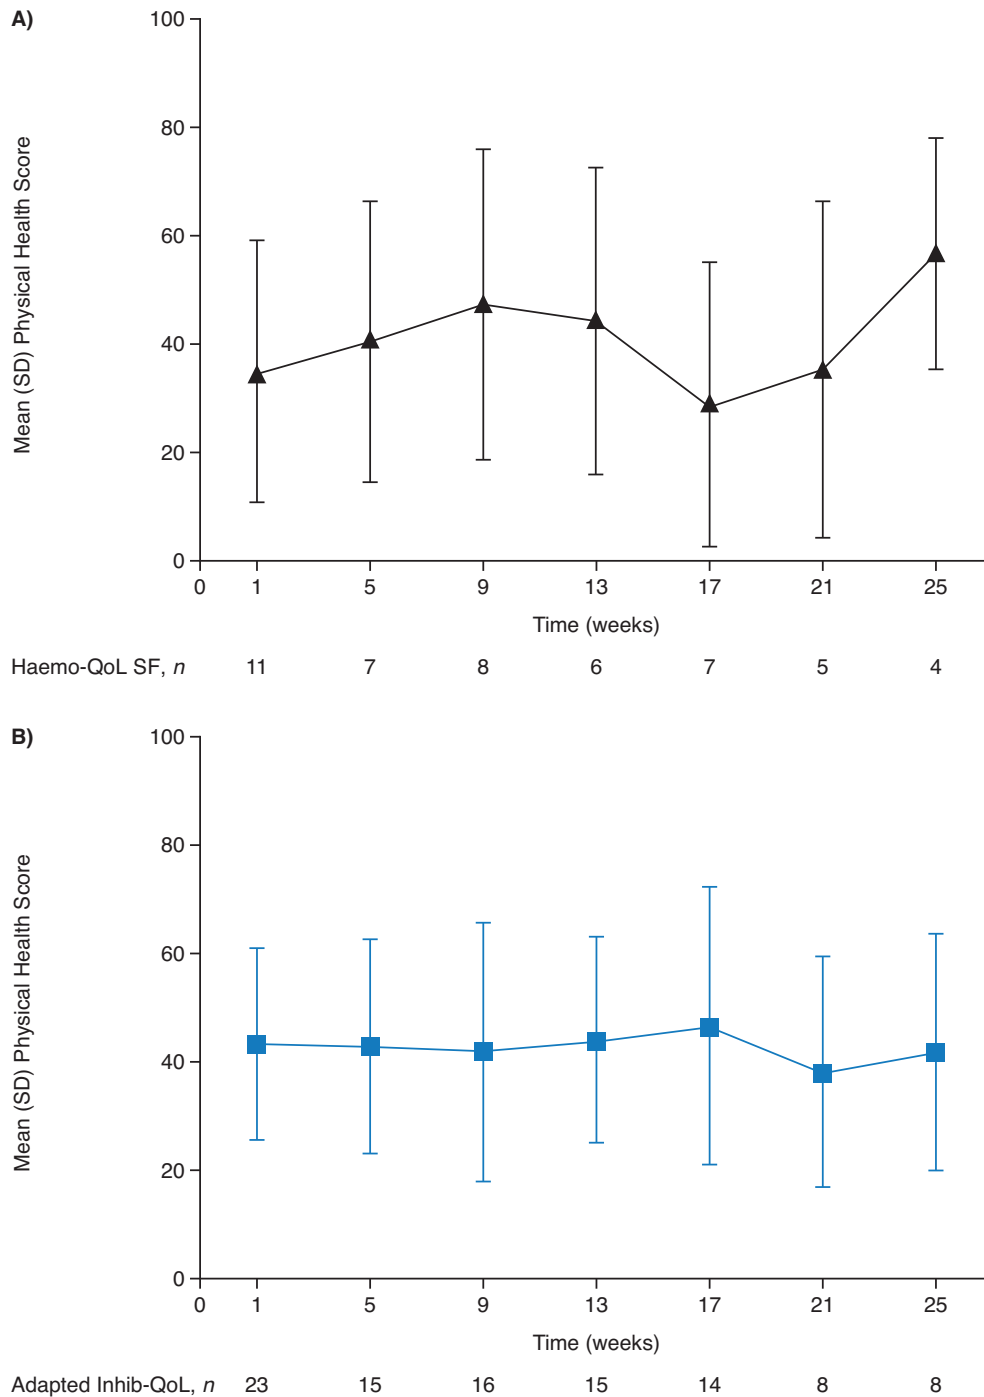 A)
Mean (SD) Physical Health Score
100
80
60
40
20
0
0 1 5 9 13 17 21 25
Time (weeks)
Haemo-QoL SF, n 11 7 8 6 7 5 4
B)
Mean (SD) Physical Health Score
100
80
60
40
20
0
0 1 5 9 13 17 21 25
Time (weeks)
Adapted Inhib-QoL, n 23 15 16 15 14 8 8